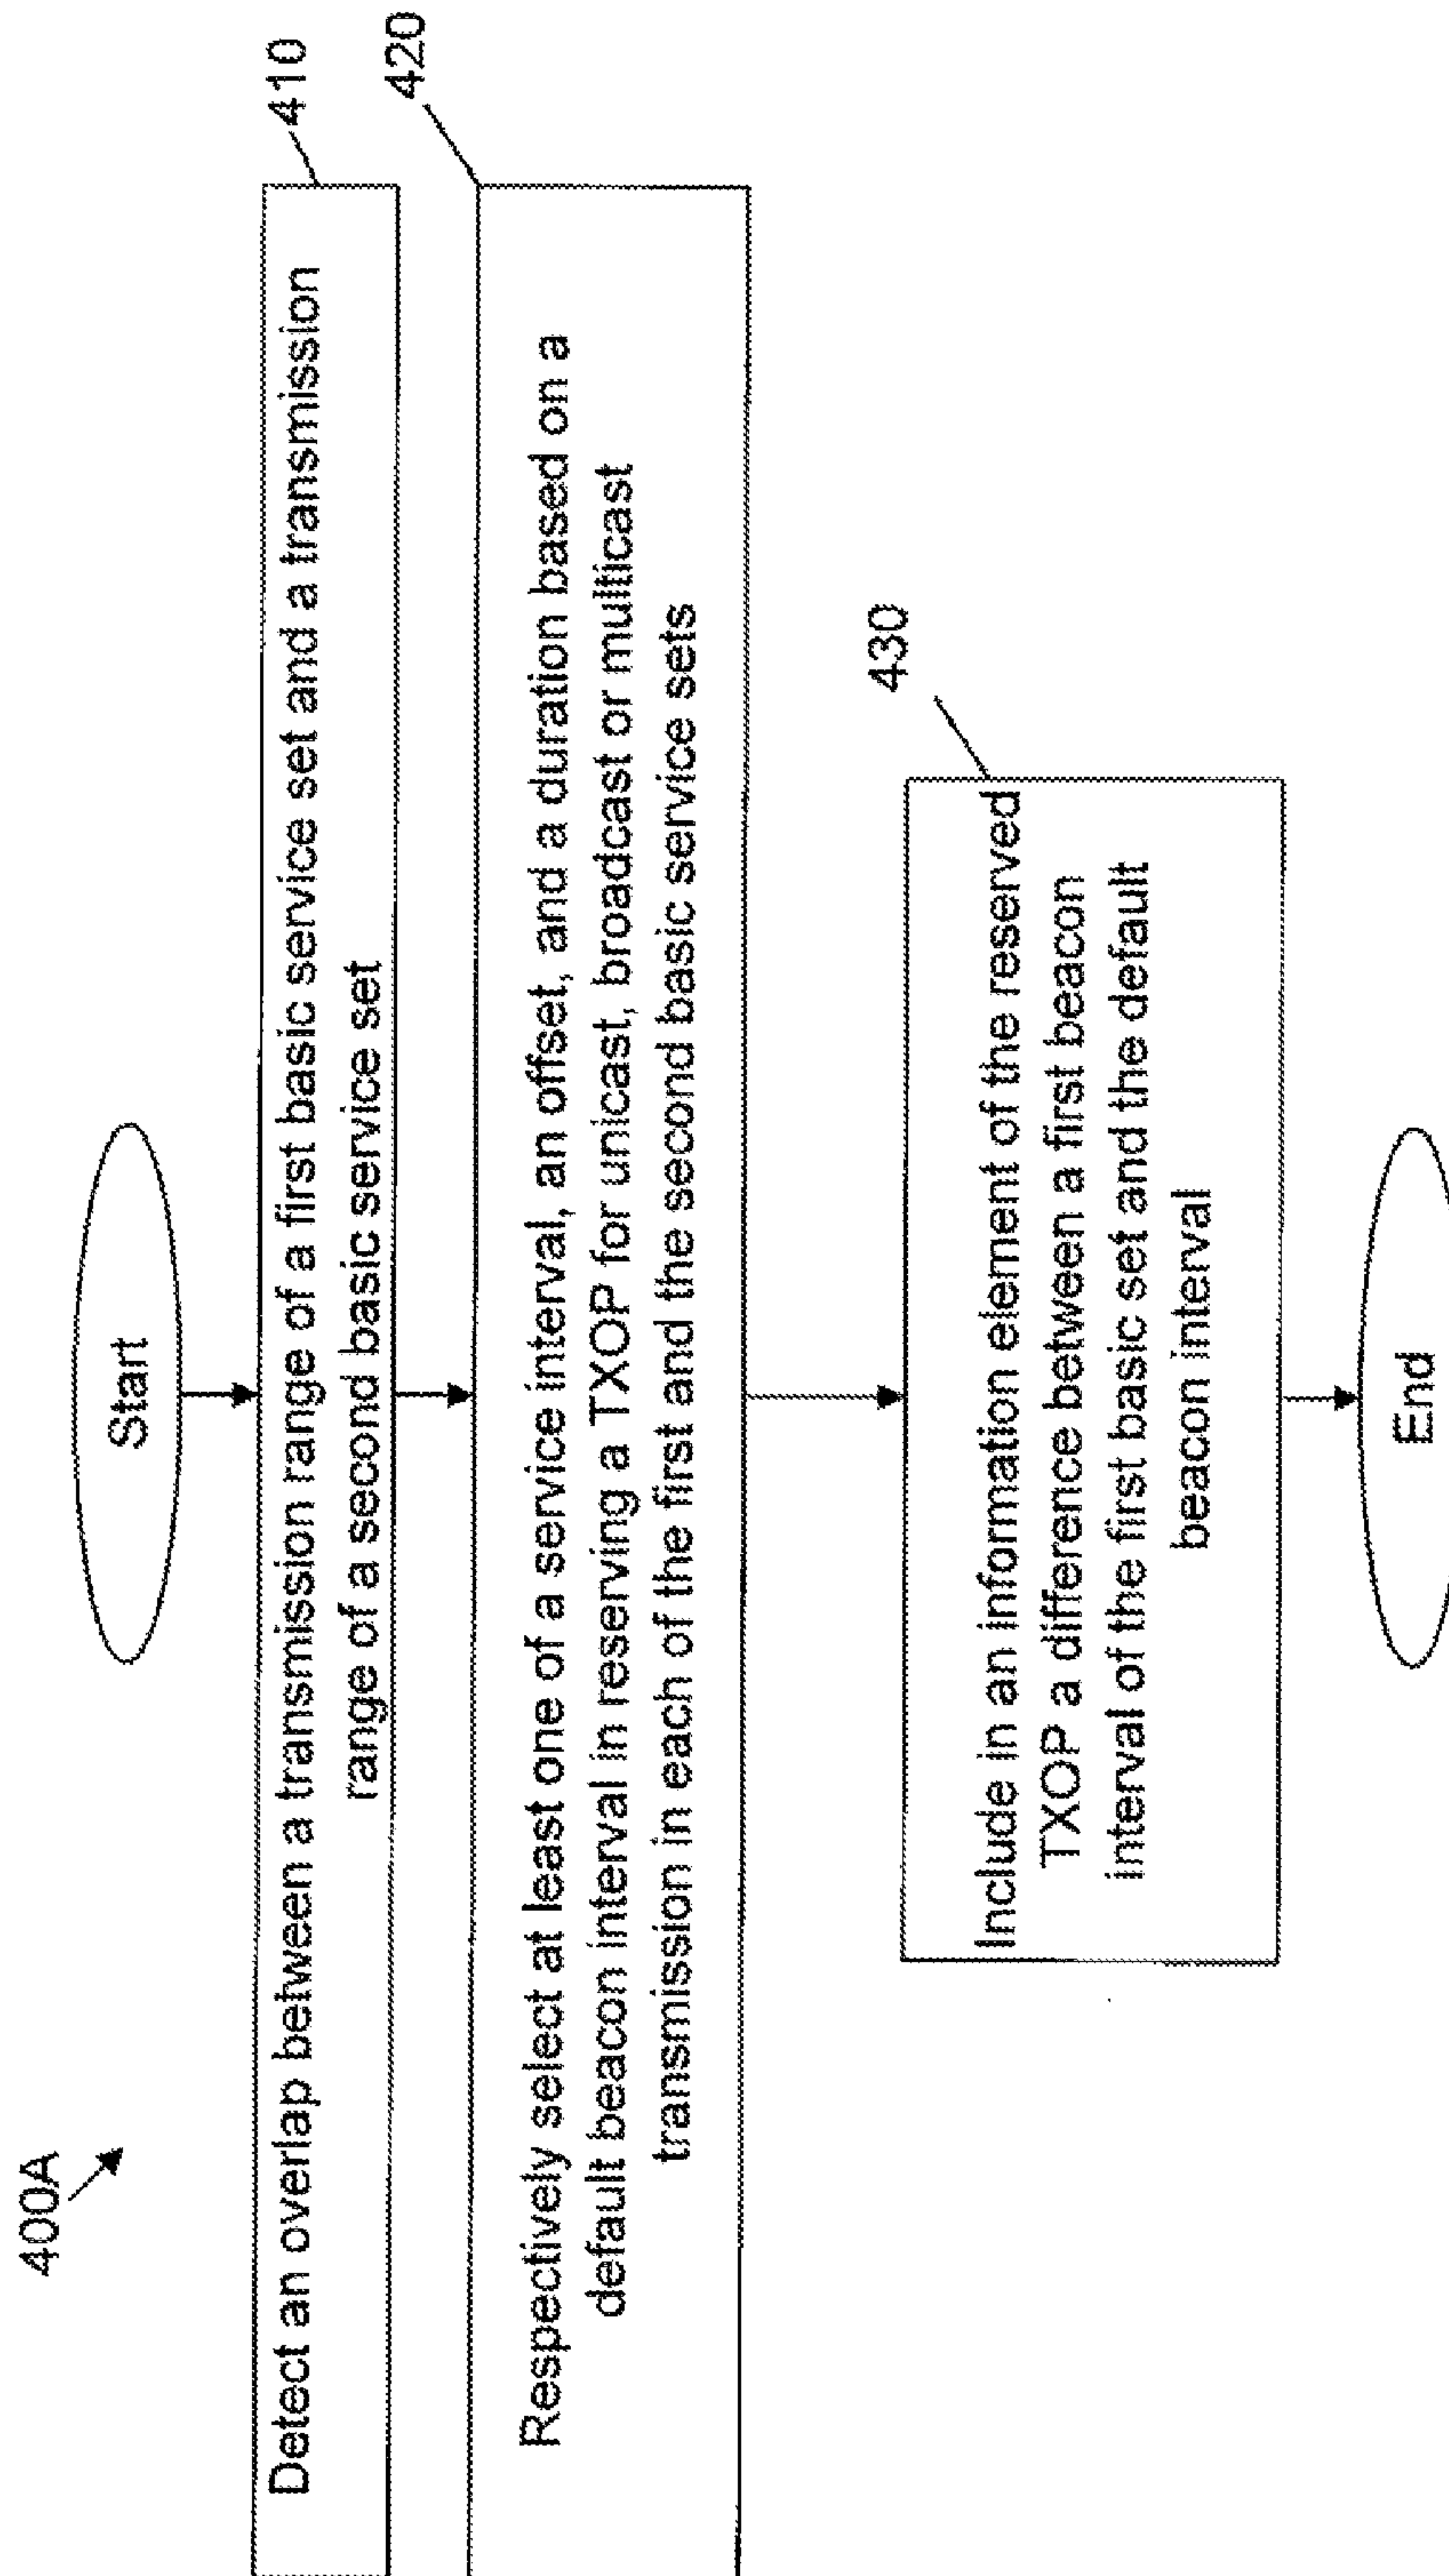 400A
Start
410
Detect an overlap between a transmission range of a first basic service set and a transmission
range of a second basic service set
420
Respectively select at least one of a service interval, an offset, and a duration based on a
default beacon interval in reserving a TXOP for unicast, broadcast or multicast
transmission in each of the first and the second basic service sets
430
Include in an information element of the reserved
TXOP a difference between a first beacon
interval of the first basic set and the default
beacon interval
End